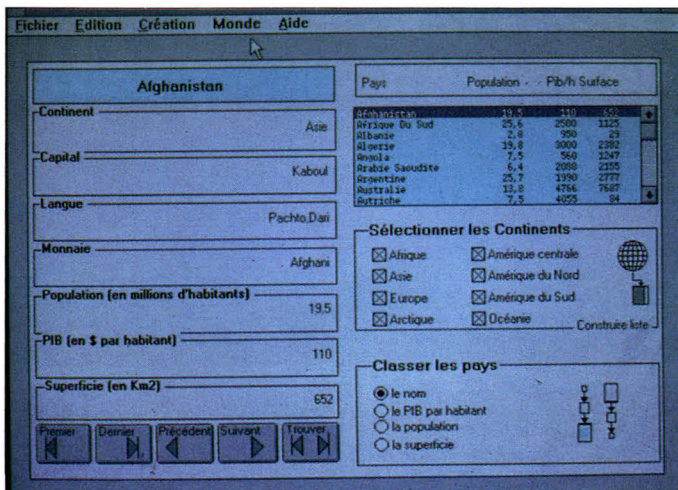 Fichier Edition Création Monde Aide
Afghanistan
Continent
Asie
Capital
Kaboul
Langue
Pachto,Dari
Monnaie
Afghani
Population (en millions d'habitants)
19,5
PIB (en $ par habitant)
110
Superficie (en Km2)
652
Premier Dernier Précédent Suivant Trouver
Pays Population - Pib/h Surface
Afghanistan 19,5 110 652
Afrique Du Sud 25,6 2500 1125
Albanie 2,8 950 29
Algerie 19,8 3000 2382
Angola 7,5 560 1247
Arabie Saoudite 6,4 2088 2155
Argentine 25,7 1990 2777
Australie 13,8 4766 7687
Autriche 7,5 4055 84
Sélectionner les Continents
Afrique Amérique centrale
Asie Amérique du Nord
Europe Amérique du Sud
Arctique Océanie
Construire liste
Classer les pays
le nom
le PIB par habitant
la population
la superficie